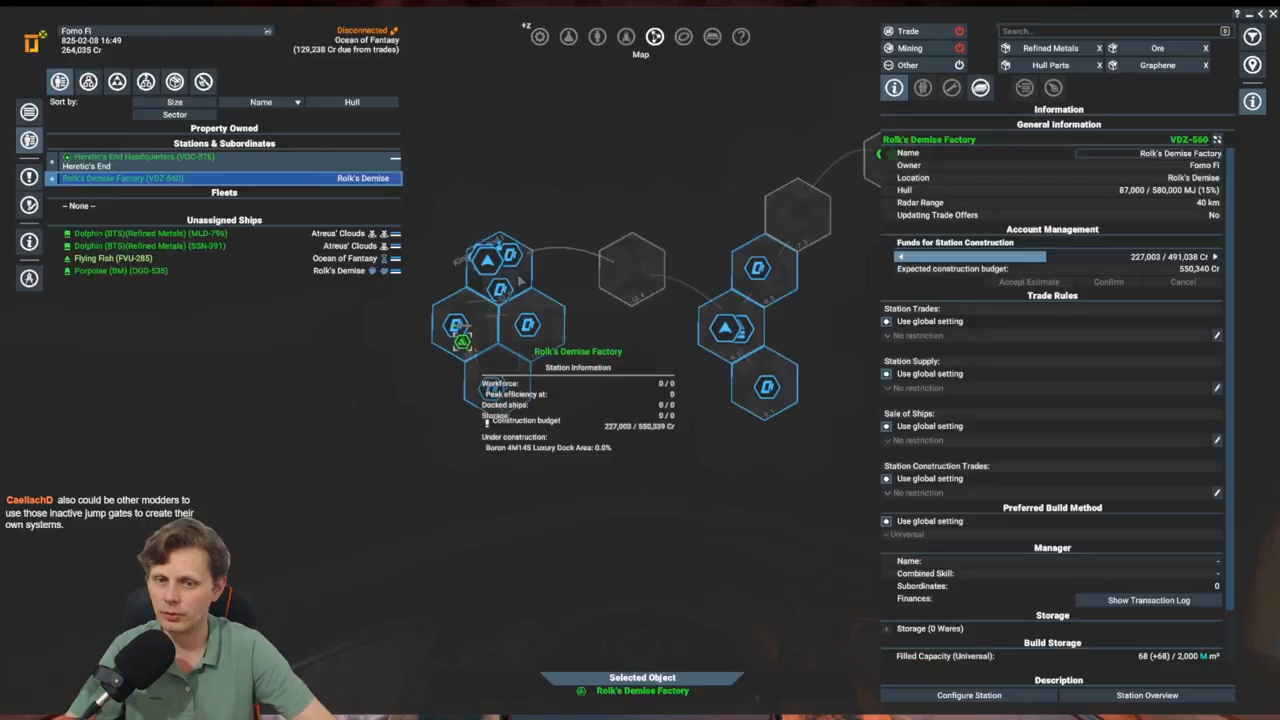 Fomo Fi
825-02-08 16:49
264,035 Cr
Disconnected
Ocean of Fantasy
(129,238 Cr due from trades)
Sort by:
Size
Name
Hull
Sector
Property Owned
Stations & Subordinates
Heretic's End Headquarters (VOC-376)
Heretic's End
Rolk's Demise Factory (VDZ-560)
Rolk's Demise
Fleets
-- None --
Unassigned Ships
Dolphin (BTS)(Refined Metals) (MLD-796)
Atreus' Clouds
Dolphin (BTS)(Refined Metals) (SSN-391)
Atreus' Clouds
Flying Fish (FVU-285)
Ocean of Fantasy
Porpoise (BM) (OGG-535)
Rolk's Demise
+Z
Map
Rolk's Demise Factory
Station Information
Workforce: 0 / 0
Peak efficiency at: 0
Docked ships: 0 / 0
Storage: 0 / 0
Construction budget
227,003 / 550,339 Cr
Under construction:
Boron 4M14S Luxury Dock Area: 0.0%
CaellachD also could be other modders to
use those inactive jump gates to create their
own systems.
Selected Object
Rolk's Demise Factory
Trade
Mining
Other
Search...
Refined Metals X
Ore X
Hull Parts X
Graphene X
Information
General Information
Rolk's Demise Factory VDZ-560
Name Rolk's Demise Factory
Owner Fomo Fi
Location Rolk's Demise
Hull 87,000 / 580,000 MJ (15%)
Radar Range 40 km
Updating Trade Offers No
Account Management
Funds for Station Construction
227,003 / 491,038 Cr
Expected construction budget: 550,340 Cr
Accept Estimate Confirm Cancel
Trade Rules
Station Trades:
Use global setting
No restriction
Station Supply:
Use global setting
No restriction
Sale of Ships:
Use global setting
No restriction
Station Construction Trades:
Use global setting
No restriction
Preferred Build Method
Use global setting
Universal
Manager
Name: -
Combined Skill: -
Subordinates: 0
Finances: Show Transaction Log
Storage
Storage (0 Wares)
Build Storage
Filled Capacity (Universal): 68 (+68) / 2,000 M m³
Description
Configure Station
Station Overview